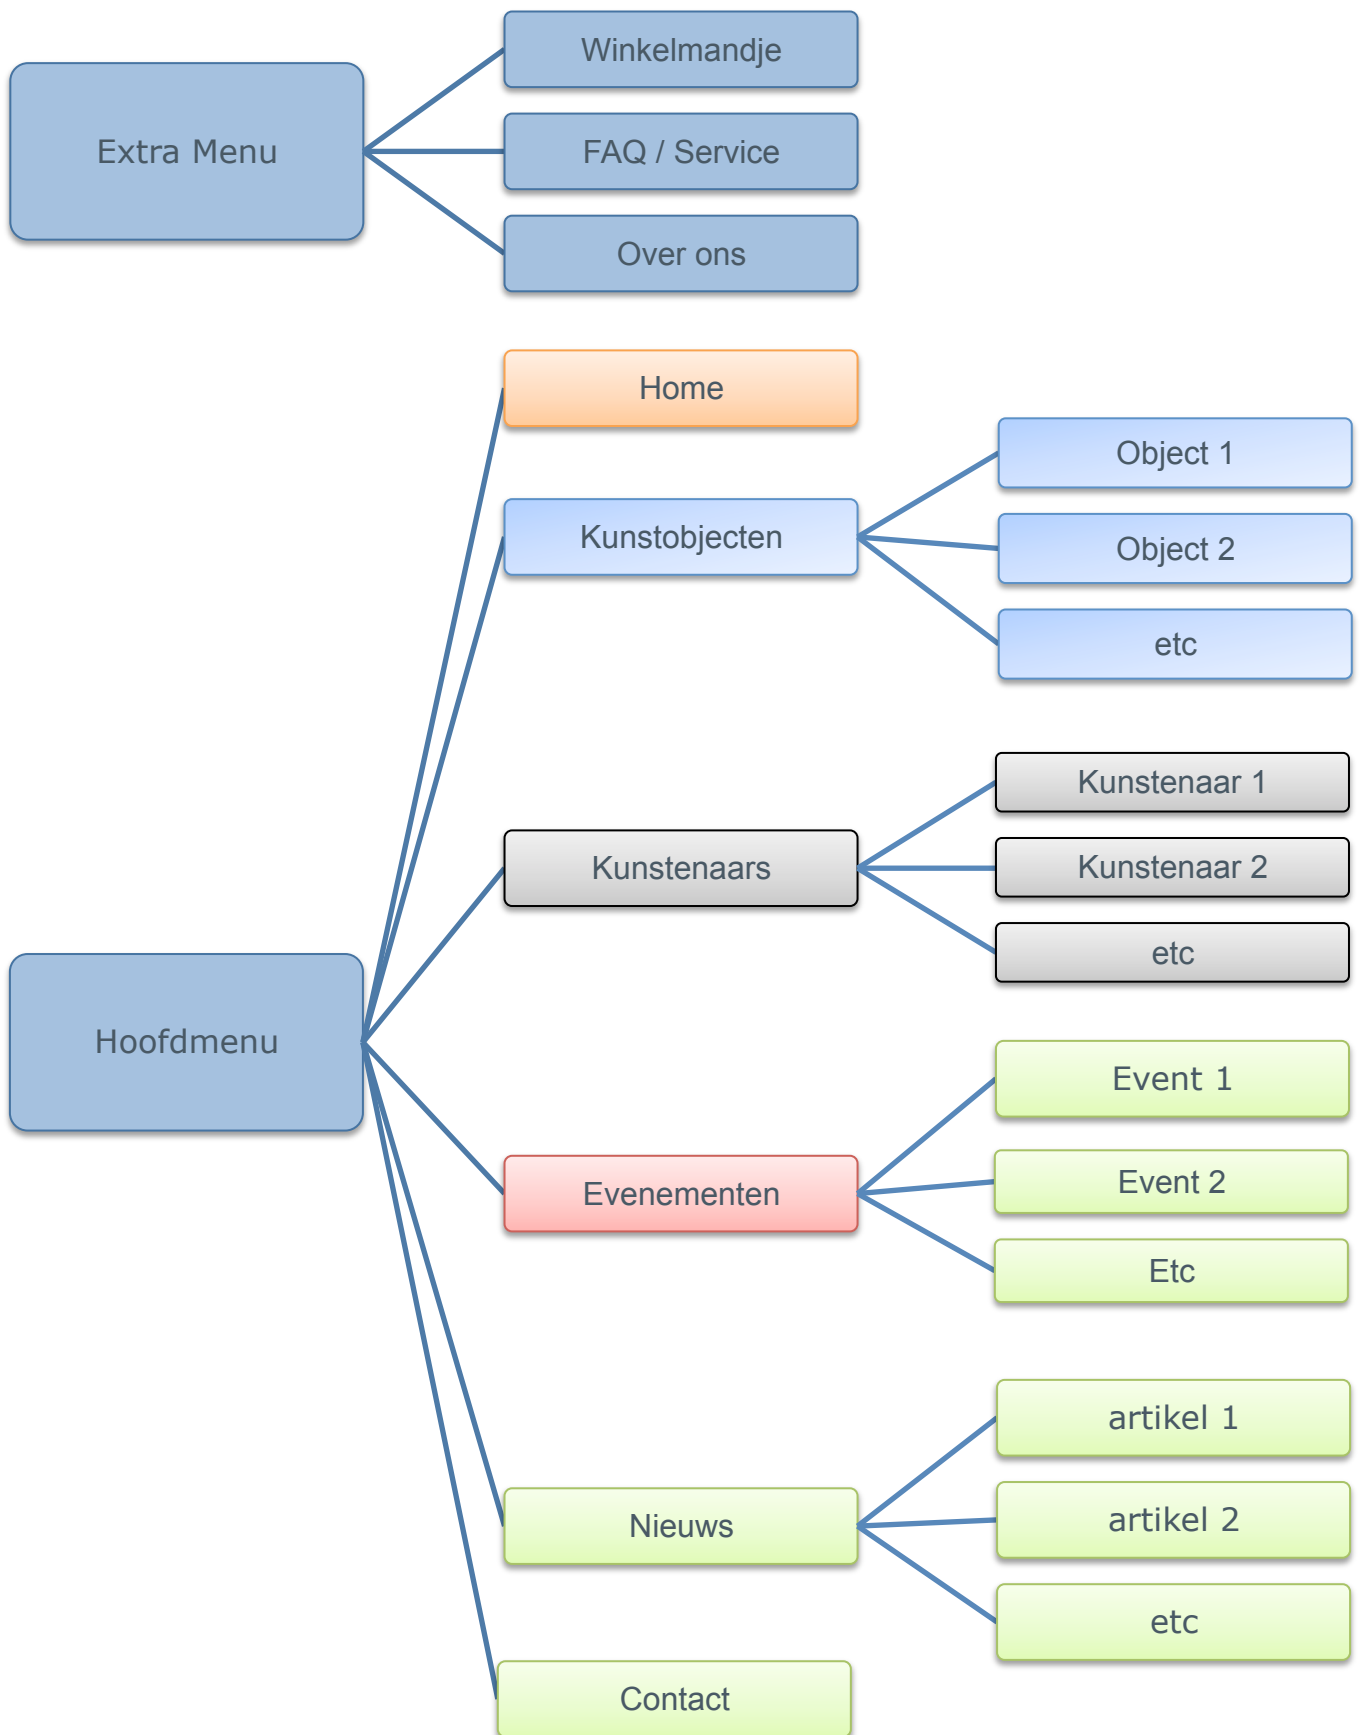 Extra Menu
Winkelmandje
FAQ / Service
Over ons
Hoofdmenu
Home
Kunstobjecten
Object 1
Object 2
etc
Kunstenaars
Kunstenaar 1
Kunstenaar 2
etc
Evenementen
Event 1
Event 2
Etc
Nieuws
artikel 1
artikel 2
etc
Contact